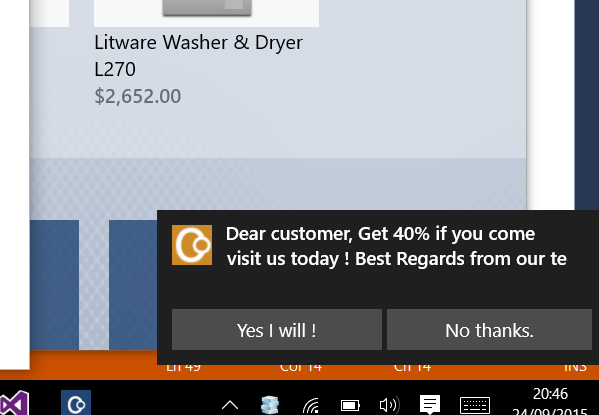 Litware Washer & Dryer
L270
$2,652.00
Dear customer, Get 40% if you come
visit us today ! Best Regards from our te
Yes I will !
No thanks.
Ln 49 Col 14 Ch 14 INS
20:46
24/09/2015